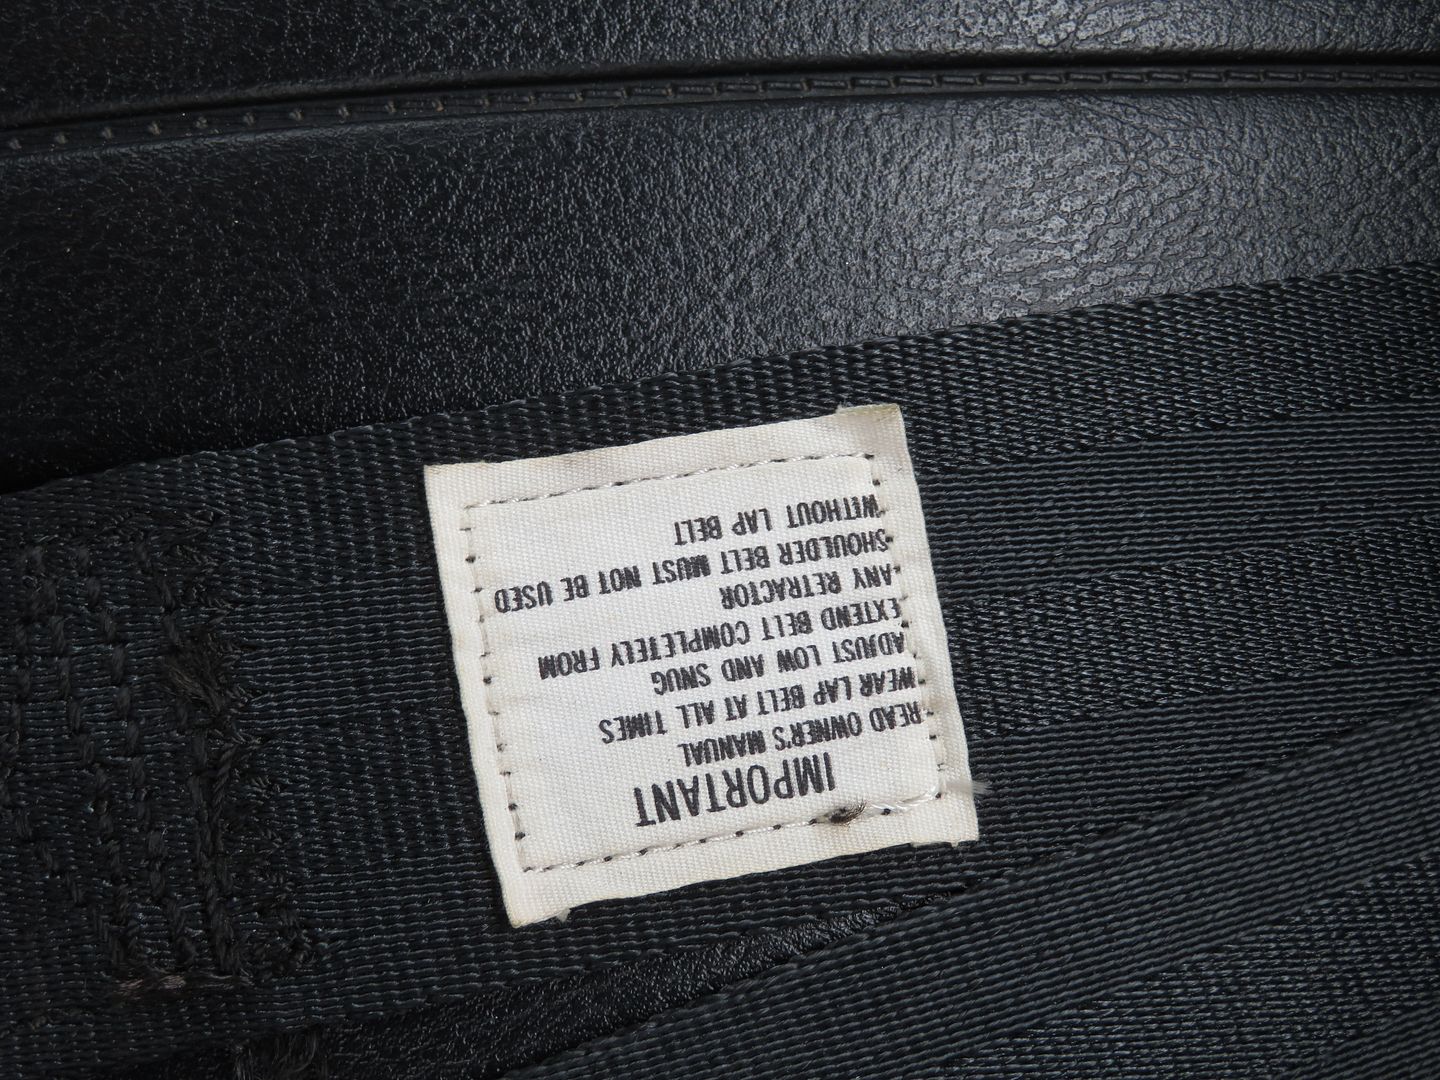 IMPORTANT
READ OWNER'S MANUAL
WEAR LAP BELT AT ALL TIMES
ADJUST LOW AND SNUG
EXTEND BELT COMPLETELY FROM
ANY RETRACTOR
SHOULDER BELT MUST NOT BE USED
WITHOUT LAP BELT